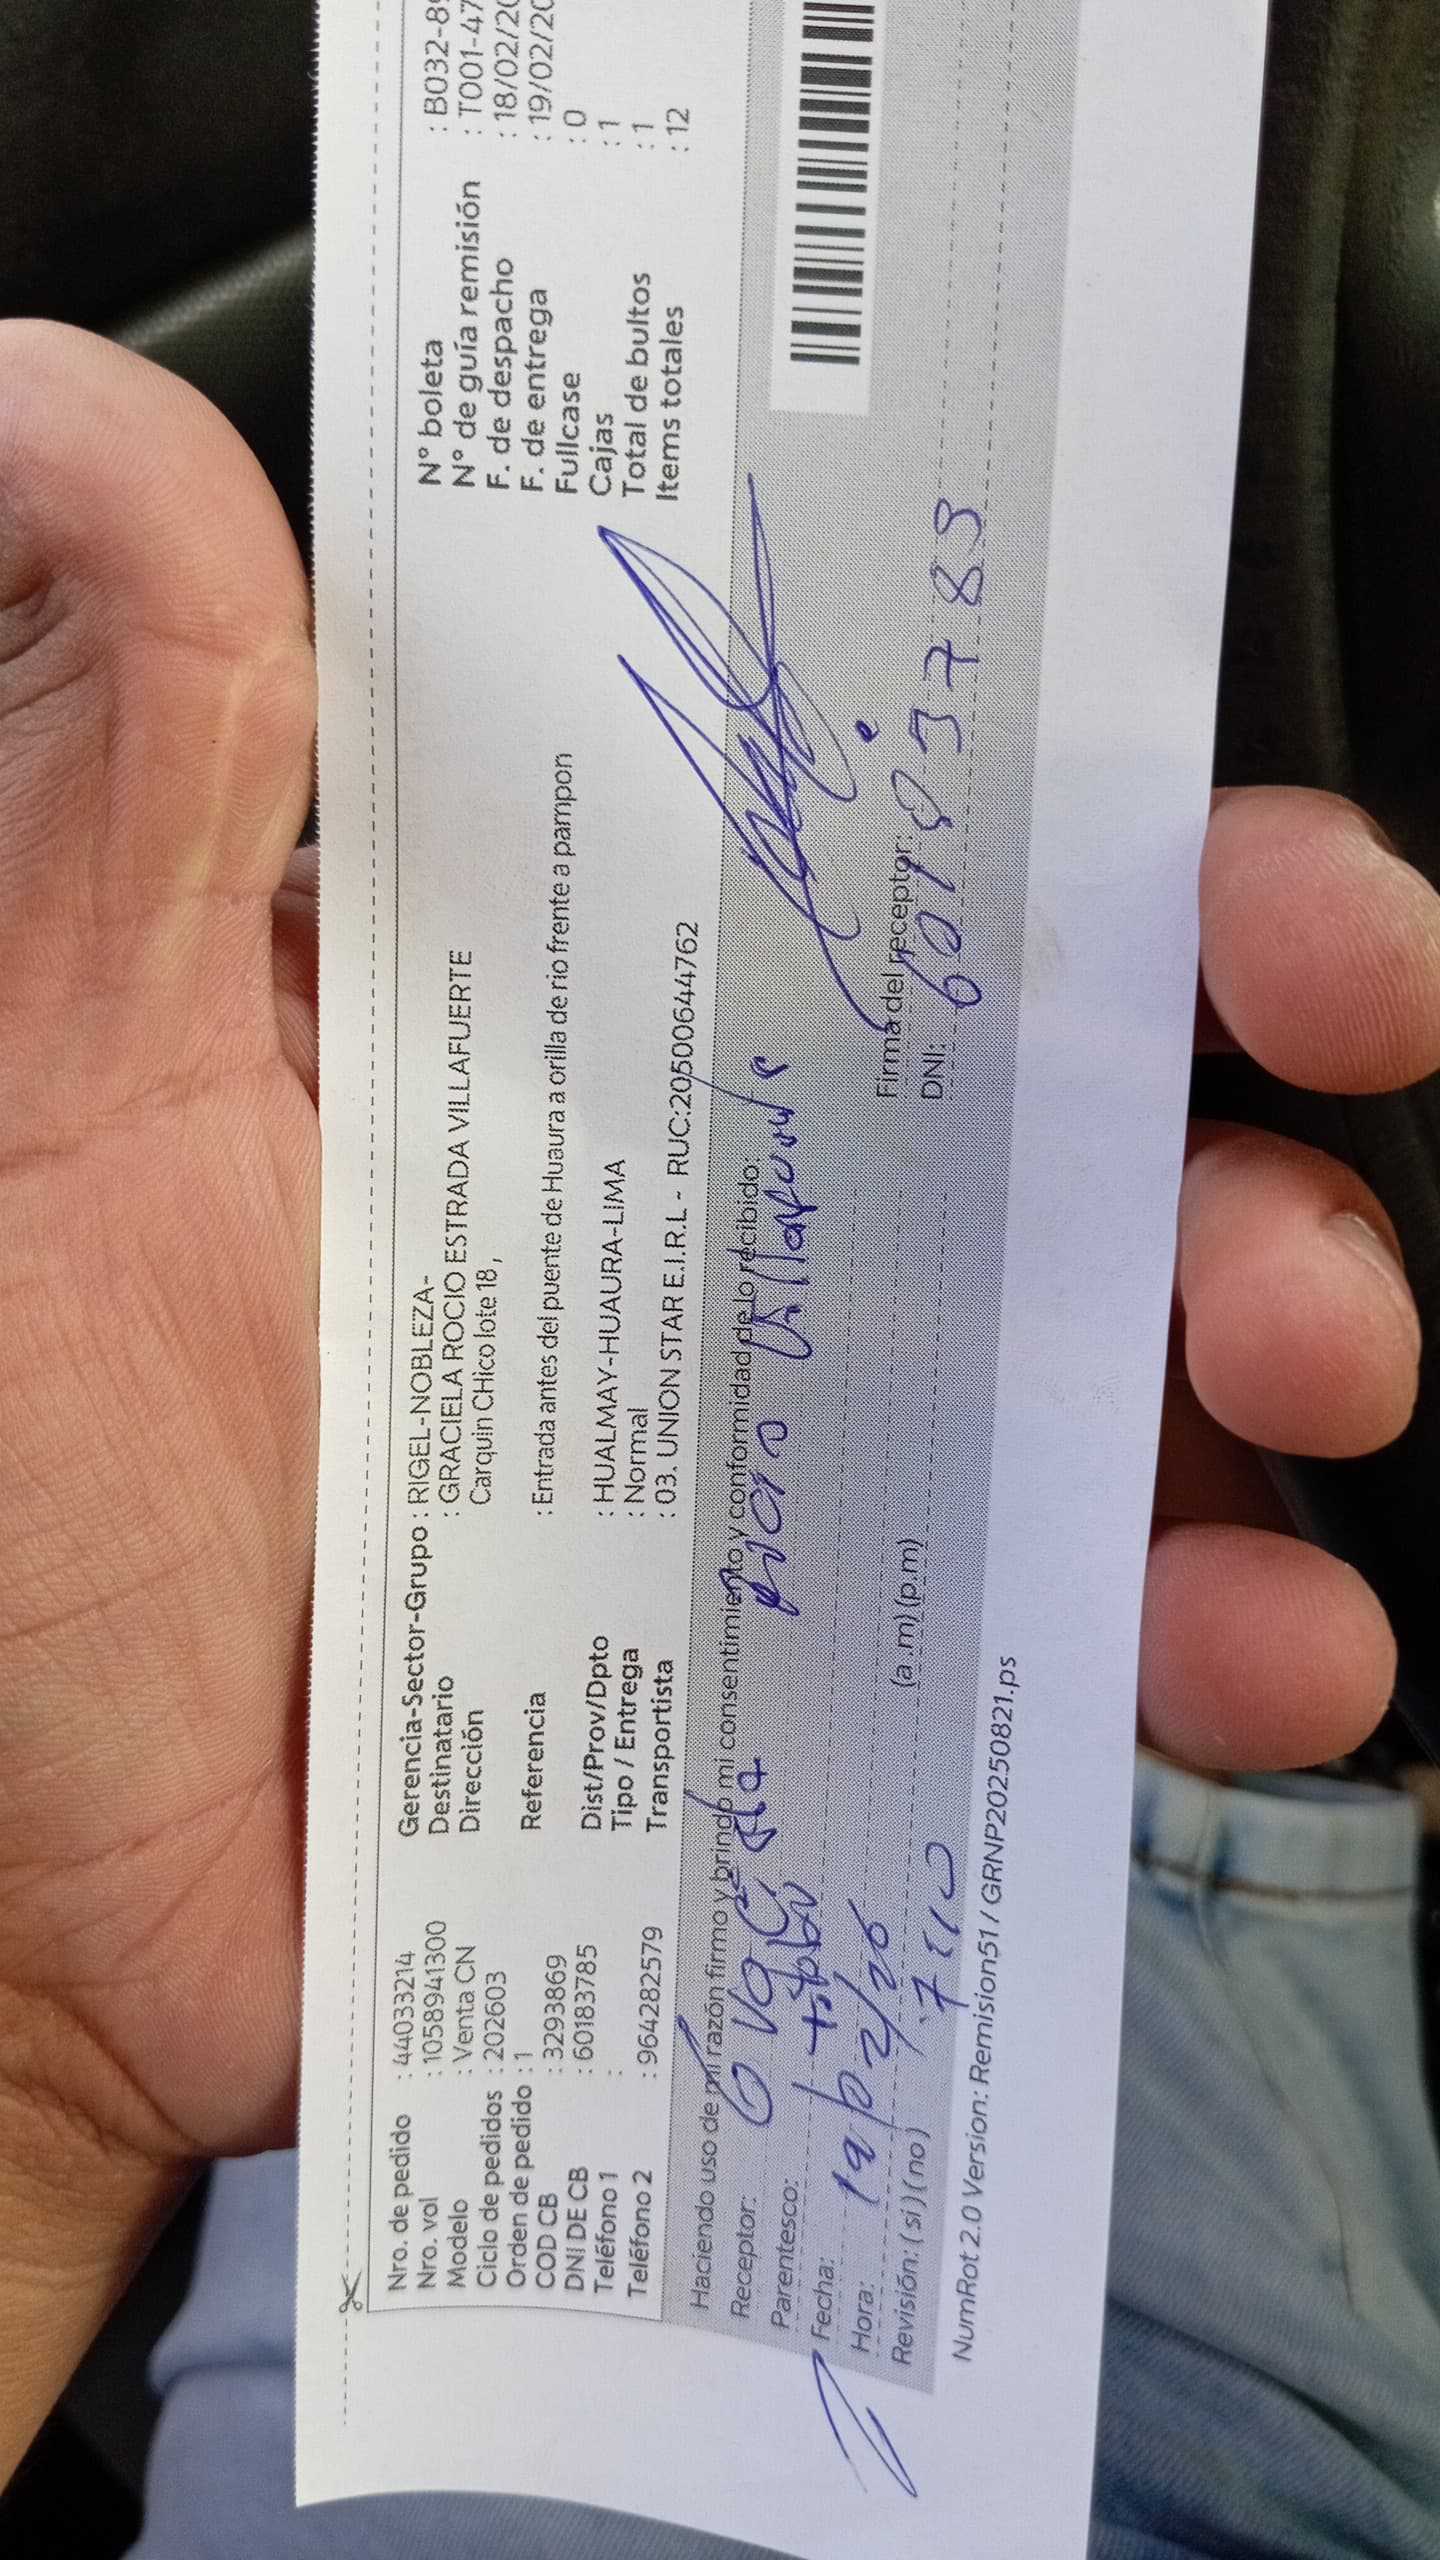 Nro. de pedido : 44033214
Nro. vol : 1058941300
Modelo : Venta CN
Ciclo de pedidos : 202603
Orden de pedido : 1
COD CB : 3293869
DNI DE CB : 60183785
Teléfono 1 :
Teléfono 2 : 964282579
Gerencia-Sector-Grupo : RIGEL-NOBLEZA-
Destinatario : GRACIELA ROCIO ESTRADA VILLAFUERTE
Dirección Carquin CHico lote 18 ,
Referencia : Entrada antes del puente de Huaura a orilla de rio frente a pampon
Dist/Prov/Dpto : HUALMAY-HUAURA-LIMA
Tipo / Entrega : Normal
Transportista : 03. UNION STAR E.I.R.L - RUC:20500644762
N° boleta : B032-89
N° de guía remisión : T001-47
F. de despacho : 18/02/20
F. de entrega : 19/02/20
Fullcase : 0
Cajas : 1
Total de bultos : 1
Items totales : 12
Haciendo uso de mi razón firmo y brindo mi consentimiento y conformidad de lo recibido:
Receptor:
Parentesco:
Fecha: 19/02/26
Hora: (a .m) (p.m)
Revisión: ( si ) ( no )
Firma del receptor:
DNI:
NumRot 2.0 Version: Remision51 / GRNP20250821.ps